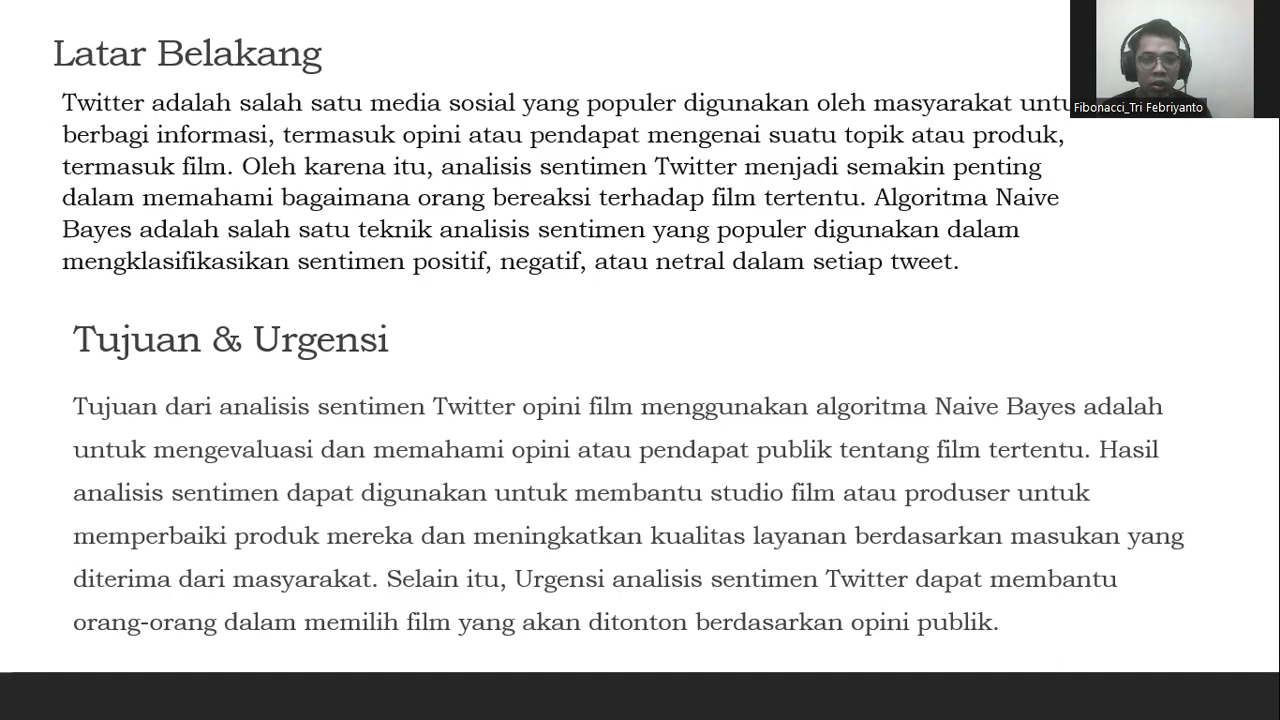 Latar Belakang
Twitter adalah salah satu media sosial yang populer digunakan oleh masyarakat
berbagi informasi, termasuk opini atau pendapat mengenai suatu topik atau produk,
termasuk film. Oleh karena itu, analisis sentimen Twitter menjadi semakin penting
dalam memahami bagaimana orang bereaksi terhadap film tertentu. Algoritma Naive
Bayes adalah salah satu teknik analisis sentimen yang populer digunakan dalam
mengklasifikasikan sentimen positif, negatif, atau netral dalam setiap tweet.
Fibonacci_Tri Febriyanto
Tujuan & Urgensi
Tujuan dari analisis sentimen Twitter opini film menggunakan algoritma Naive Bayes adalah
untuk mengevaluasi dan memahami opini atau pendapat publik tentang film tertentu. Hasil
analisis sentimen dapat digunakan untuk membantu studio film atau produser untuk
memperbaiki produk mereka dan meningkatkan kualitas layanan berdasarkan masukan yang
diterima dari masyarakat. Selain itu, Urgensi analisis sentimen Twitter dapat membantu
orang-orang dalam memilih film yang akan ditonton berdasarkan opini publik.